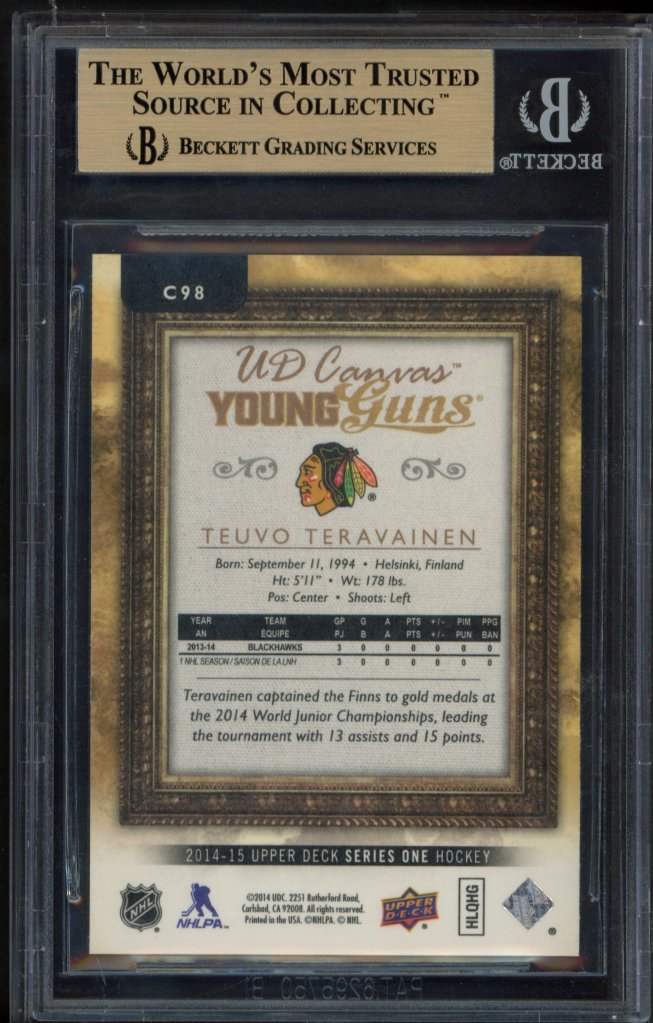 THE WORLD'S MOST TRUSTED
SOURCE IN COLLECTING™
B BECKETT GRADING SERVICES
B
BECKETT®
C98
UD Canvas™
YOUNG Guns®
®
TEUVO TERAVAINEN
Born: September 11, 1994 • Helsinki, Finland
Ht: 5'11" • Wt: 178 lbs.
Pos: Center • Shoots: Left
YEAR TEAM GP G A PTS +/- PIM PPG
AN ÉQUIPE PJ B A PTS +/- PUN BAN
2013-14 BLACKHAWKS 3 0 0 0 0 0 0
1 NHL SEASON / SAISON DE LA LNH 3 0 0 0 0 0 0
Teravainen captained the Finns to gold medals at
the 2014 World Junior Championships, leading
the tournament with 13 assists and 15 points.
2014-15 UPPER DECK SERIES ONE HOCKEY
NHL
NHLPA™
©2014 UDC. 2251 Rutherford Road,
Carlsbad, CA 92008. All rights reserved.
Printed in the USA. ©NHLPA. © NHL.
UPPER DECK®
HLQHG
®